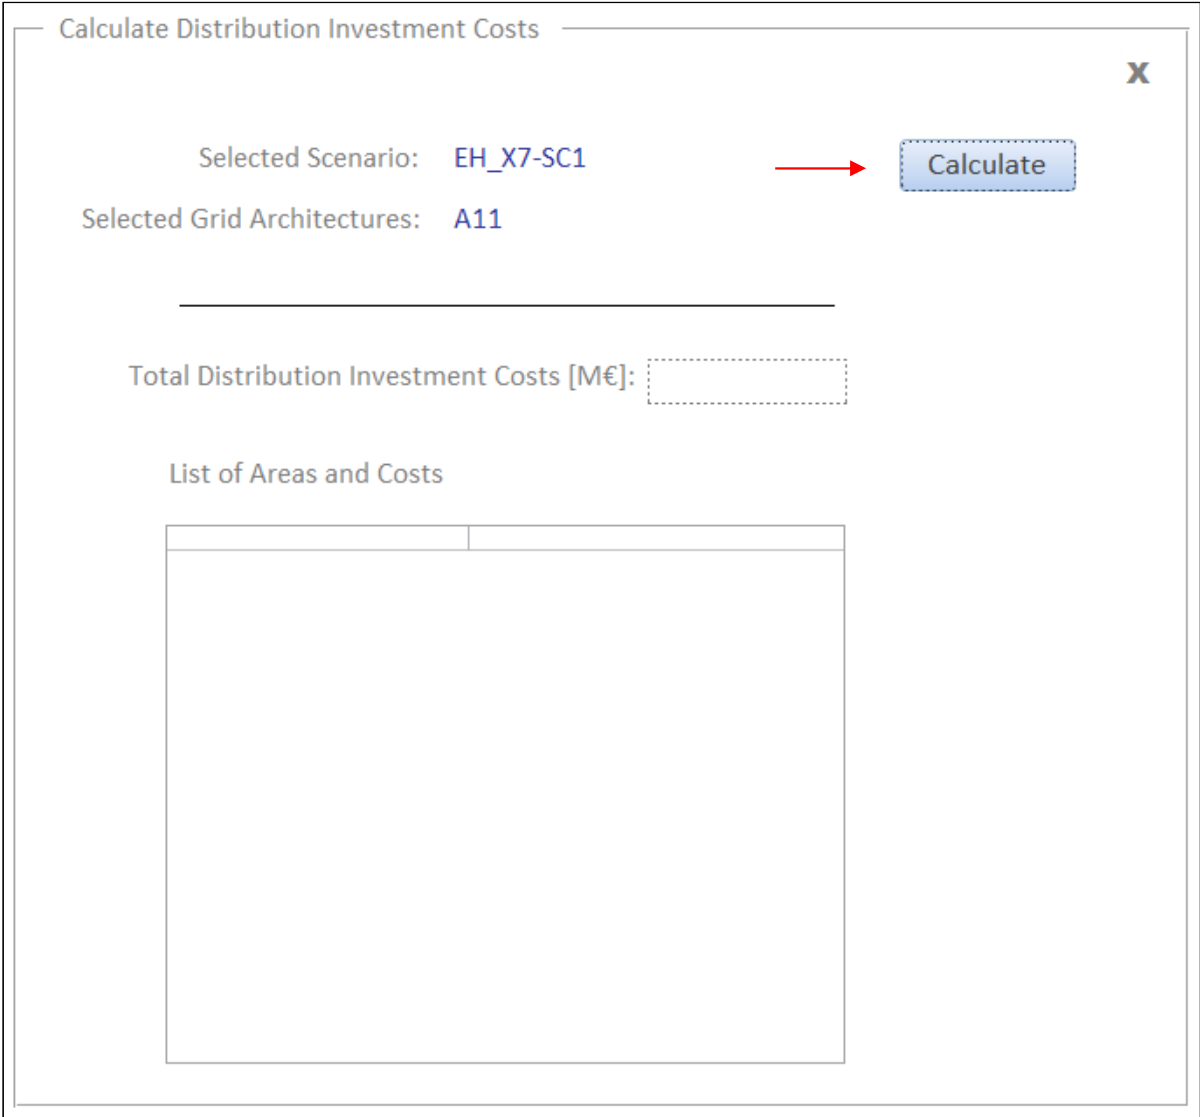 Calculate Distribution Investment Costs
X
Selected Scenario: EH_X7-SC1
Calculate
Selected Grid Architectures: A11
Total Distribution Investment Costs [M€]:
List of Areas and Costs